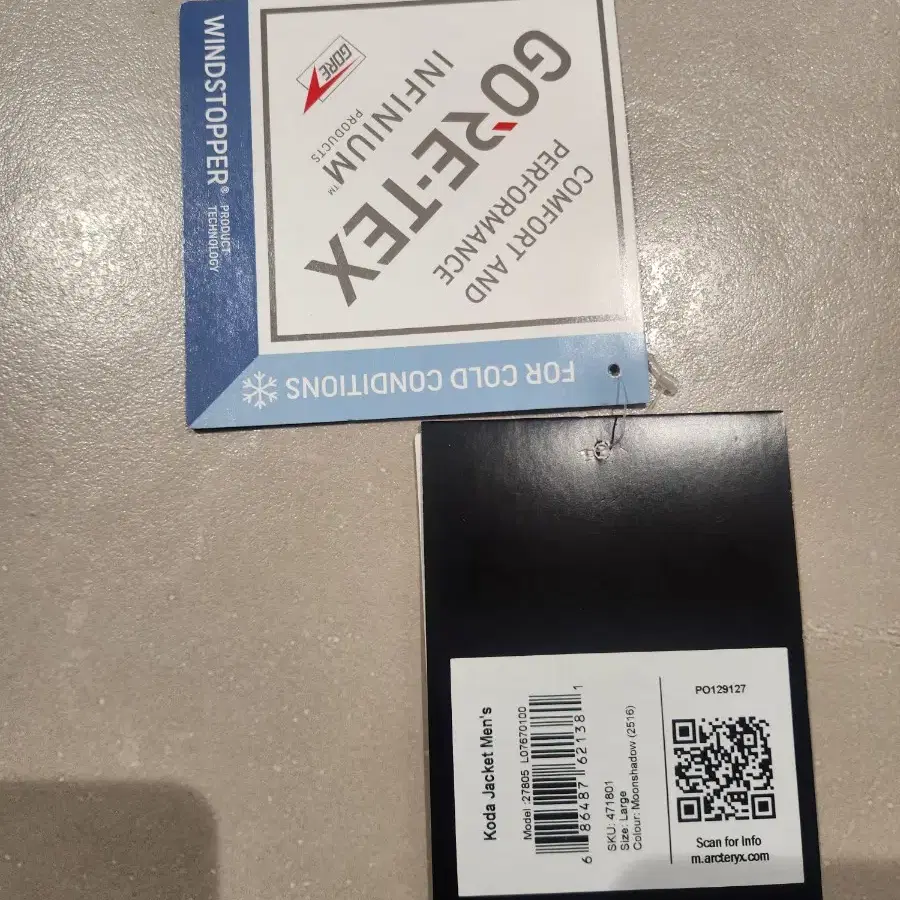 WINDSTOPPER®
PRODUCT
TECHNOLOGY
GORE
GORE-TEX
INFINIUM™
PRODUCTS
COMFORT AND
PERFORMANCE
FOR COLD CONDITIONS
Koda Jacket Men's
Model :27805 L07670100
6 86487 62138 1
SKU: 471801
Size: Large
Colour: Moonshadow (2516)
PO129127
Scan for Info
m.arcteryx.com